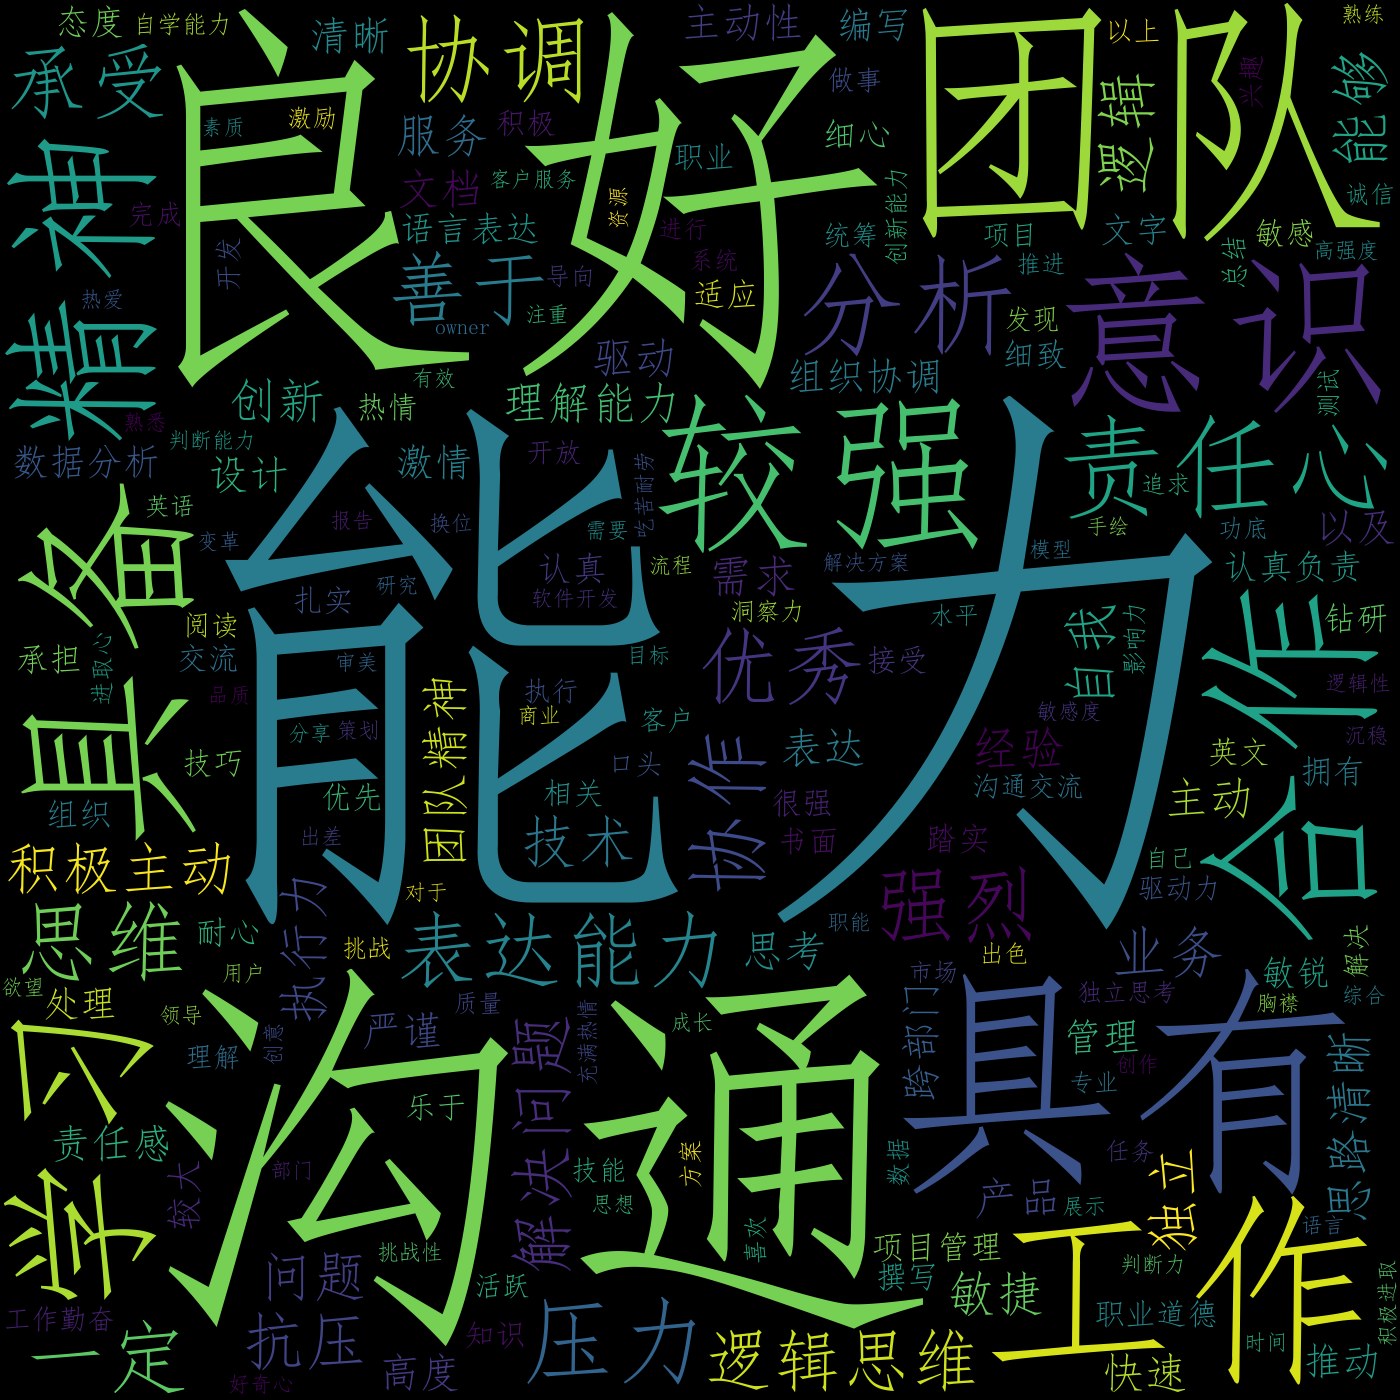 态度
自学能力
清晰
协调
主动性
编写
团队
以上
熟练
承受
良好
素质
激励
服务
积极
文档
职业
客户服务
资源
做事
细心
逻辑
兴趣
能够
诚信
精神
完成
开发
语言表达
进行
系统
统筹
创新能力
项目
文字
敏感
总结
高强度
热爱
善于
导向
适应
分析
推进
意识
owner
注重
驱动
发现
细致
组织协调
创新
有效
热情
理解能力
较强
责任心
测试
熟悉
判断能力
数据分析
设计
激情
开放
吃苦耐劳
追求
具备
英语
变革
报告
换位
需要
手绘
功底
以及
能力
研究
认真
流程
需求
解决方案
模型
认真负责
扎实
软件开发
洞察力
水平
自我
影响力
钻研
合作
阅读
交流
承担
进取心
审美
目标
优秀
接受
逻辑性
品质
团队精神
执行
商业
客户
协作
敏感度
沉稳
分享
策划
口头
表达
经验
英文
拥有
技巧
组织
优先
相关
很强
沟通交流
主动
出差
技术
书面
踏实
积极主动
自己
驱动力
执行力
对于
强烈
思维
耐心
挑战
表达能力
思考
职能
出色
业务
解决
欲望
处理
用户
市场
敏锐
独立思考
综合
领导
质量
成长
跨部门
胸襟
学习
理解
创意
严谨
解决问题
充满热情
沟通
管理
具有
思路清晰
专业
创作
责任感
乐于
较大
部门
技能
方案
数据
任务
思想
产品
展示
独立
语言
问题
挑战性
喜欢
项目管理
工作
判断力
活跃
撰写
敏捷
职业道德
积极进取
工作勤奋
一定
抗压
知识
压力
逻辑思维
时间
推动
好奇心
高度
快速